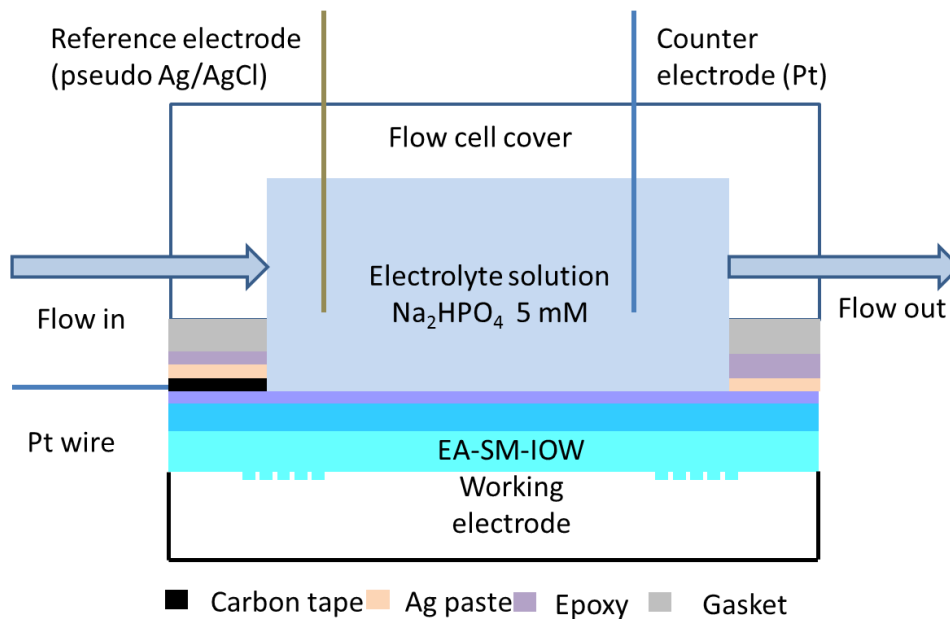 Reference electrode
(pseudo Ag/AgCl)
Counter
electrode (Pt)
Flow cell cover
Electrolyte solution
Na₂HPO₄ 5 mM
Flow in
Flow out
Pt wire
EA-SM-IOW
Working
electrode
Carbon tape
Ag paste
Epoxy
Gasket